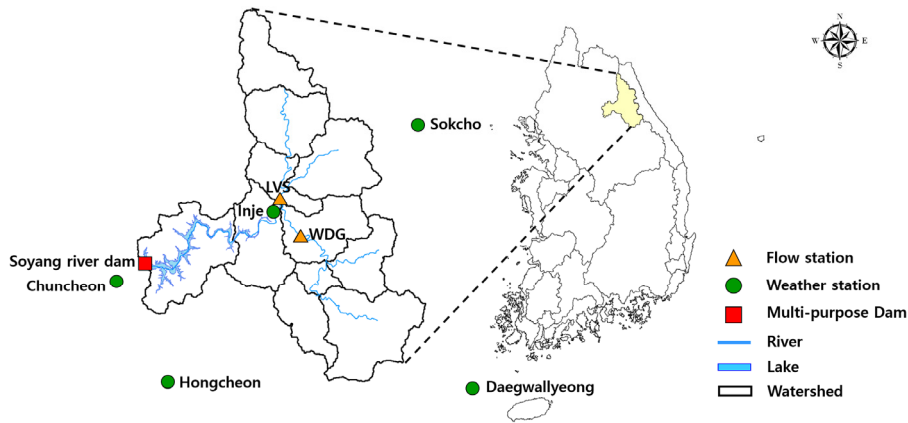 N
W E
S
Sokcho
LVS
Inje
WDG
Soyang river dam
Chuncheon
Flow station
Weather station
Multi-purpose Dam
River
Lake
Watershed
Hongcheon
Daegwallyeong